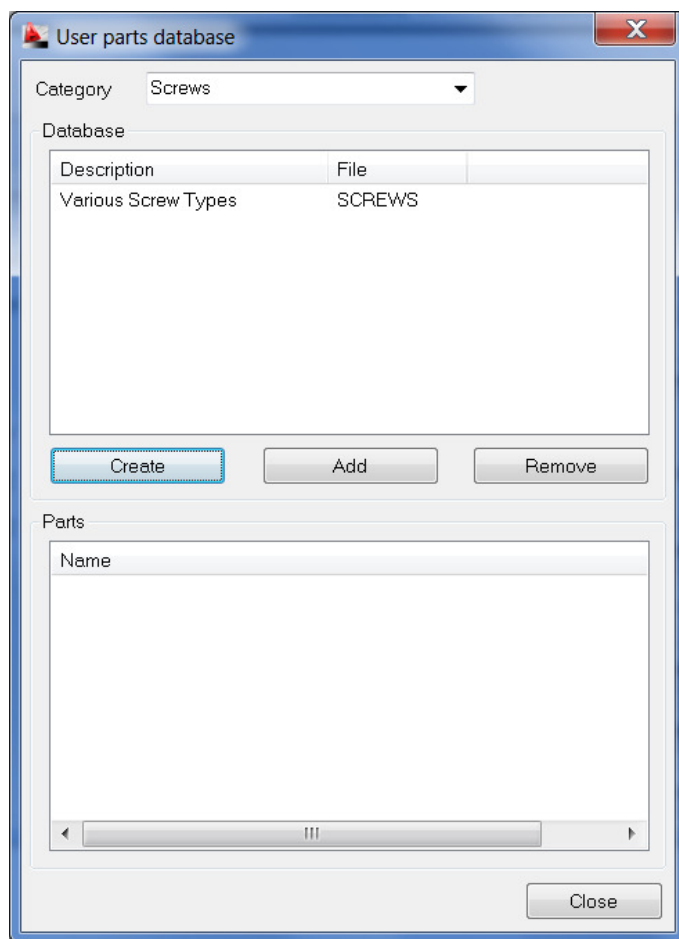 User parts database
Category Screws
Database
Description File
Various Screw Types SCREWS
Create Add Remove
Parts
Name
Close